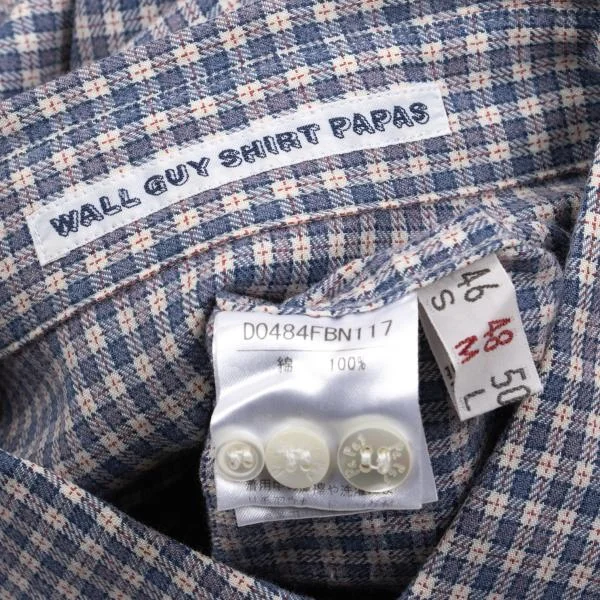 WALL GUY SHIRT PAPAS
D0484FBN117
綿 100%
46 48 50
S M L